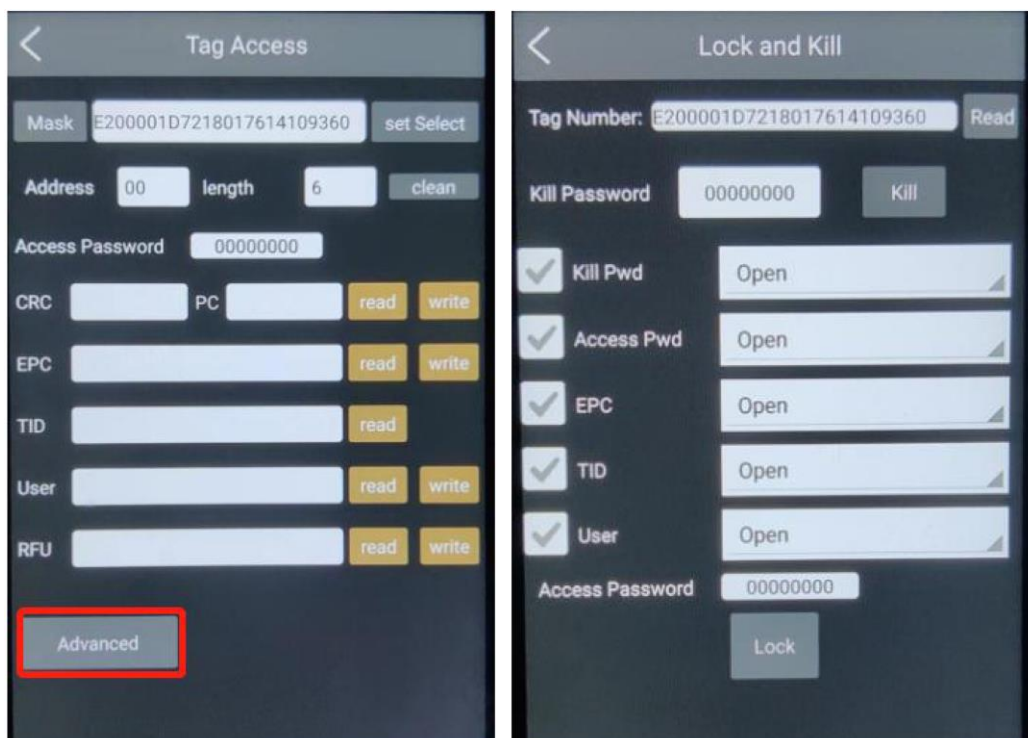 Tag Access
Mask E200001D7218017614109360 set Select
Address 00 length 6 clean
Access Password 00000000
CRC PC read write
EPC read write
TID read
User read write
RFU read write
Advanced
Lock and Kill
Tag Number: E200001D7218017614109360 Read
Kill Password 00000000 Kill
Kill Pwd Open
Access Pwd Open
EPC Open
TID Open
User Open
Access Password 00000000
Lock